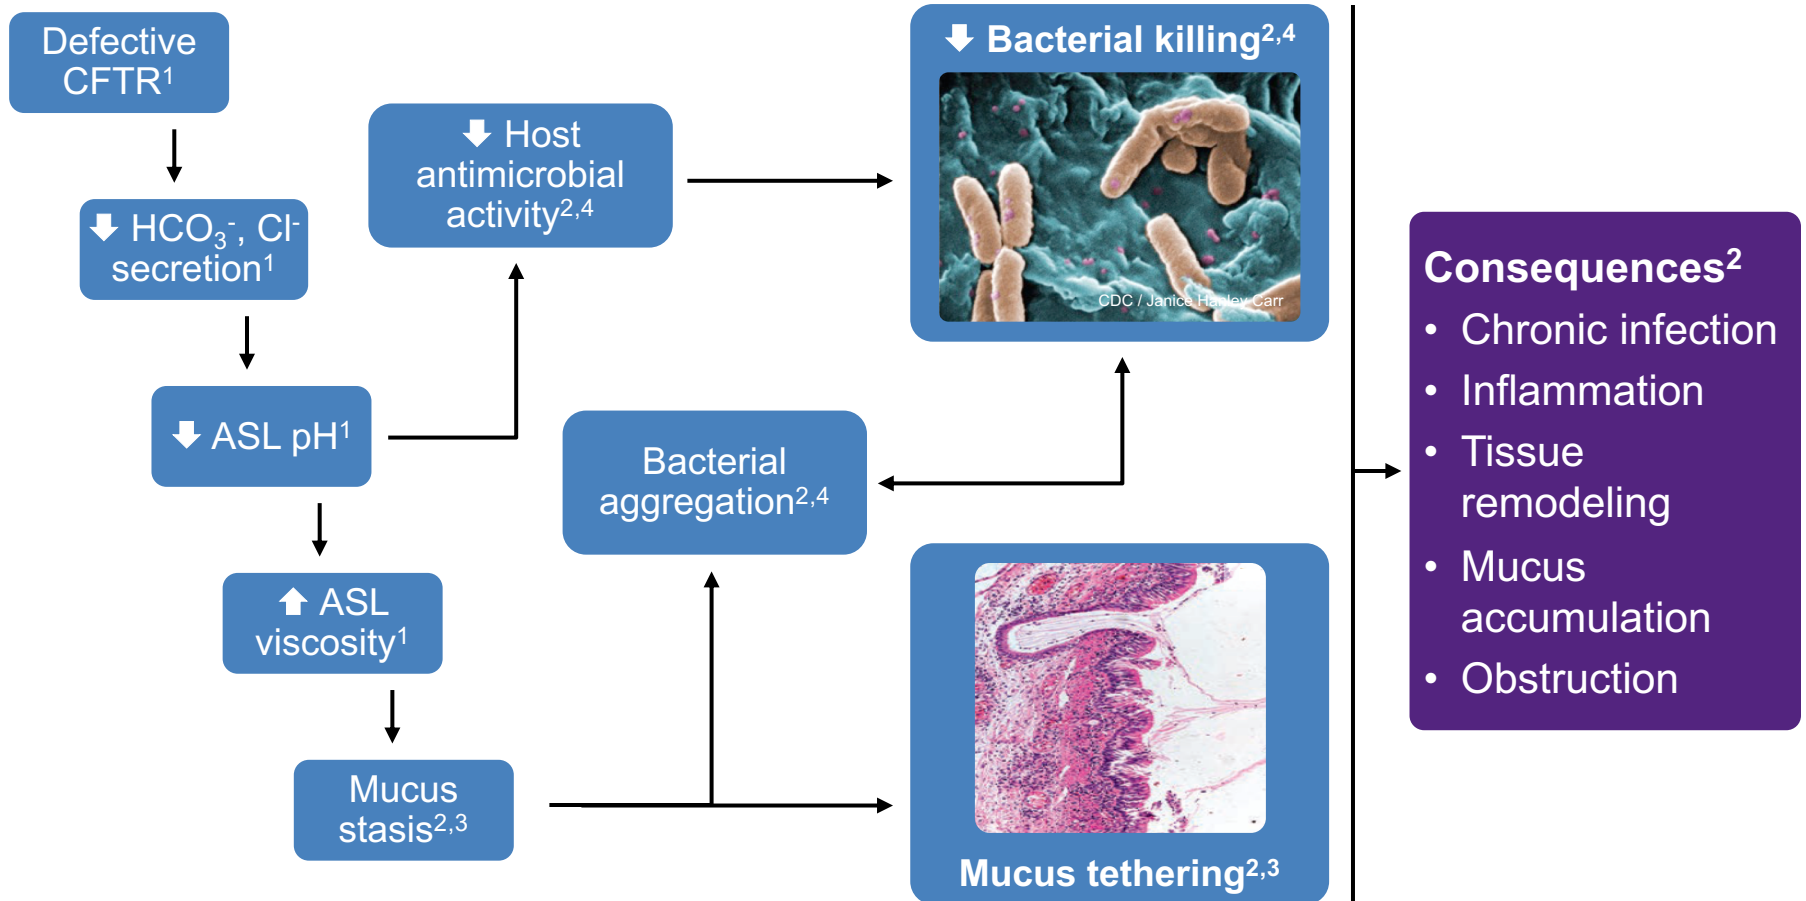 Defective
CFTR¹
⬇ HCO₃⁻, Cl⁻
secretion¹
⬇ ASL pH¹
⬆ ASL
viscosity¹
Mucus
stasis²,³
⬇ Host
antimicrobial
activity²,⁴
Bacterial
aggregation²,⁴
⬇ Bacterial killing²,⁴
CDC / Janice Hanley Carr
Mucus tethering²,³
Consequences²
• Chronic infection
• Inflammation
• Tissue
remodeling
• Mucus
accumulation
• Obstruction